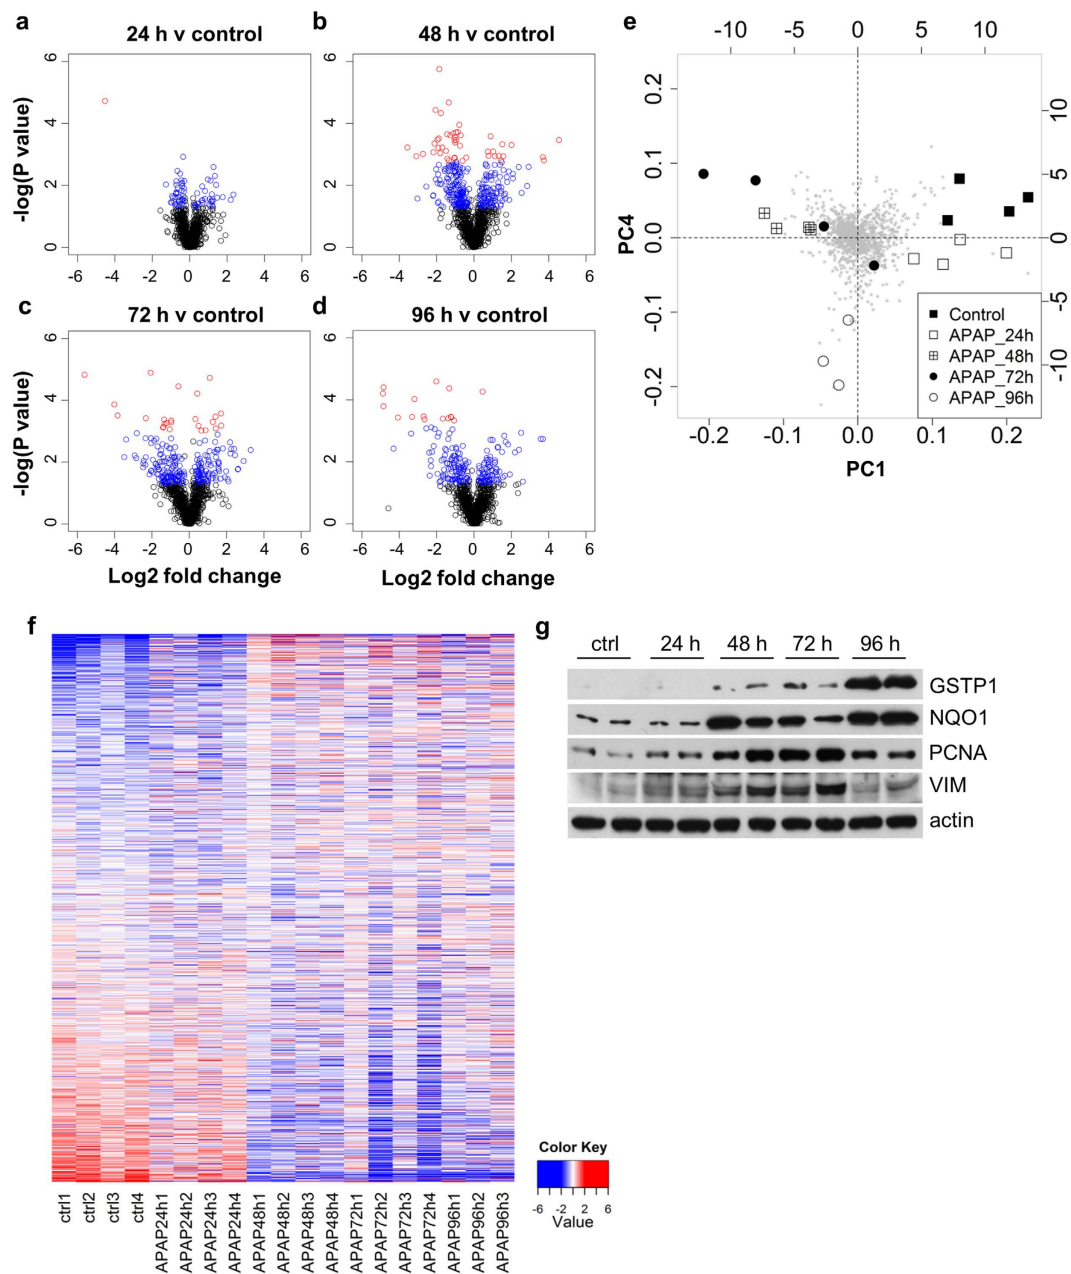 a
24 h v control
-log(P value)
6
4
2
0
-6 -4 -2 0 2 4 6
b
48 h v control
6
4
2
0
-6 -4 -2 0 2 4 6
c
72 h v control
-log(P value)
6
4
2
0
-6 -4 -2 0 2 4 6
Log2 fold change
d
96 h v control
6
4
2
0
-6 -4 -2 0 2 4 6
Log2 fold change
e
-10 -5 0 5 10
PC4
0.2
0.1
0.0
-0.1
-0.2
10
5
0
-5
-10
Control
APAP_24h
APAP_48h
APAP_72h
APAP_96h
-0.2 -0.1 0.0 0.1 0.2
PC1
f
ctrl1
ctrl2
ctrl3
ctrl4
APAP24h1
APAP24h2
APAP24h3
APAP24h4
APAP48h1
APAP48h2
APAP48h3
APAP48h4
APAP72h1
APAP72h2
APAP72h3
APAP72h4
APAP96h1
APAP96h2
APAP96h3
Color Key
-6 -2 2 6
Value
g
ctrl 24 h 48 h 72 h 96 h
GSTP1
NQO1
PCNA
VIM
actin